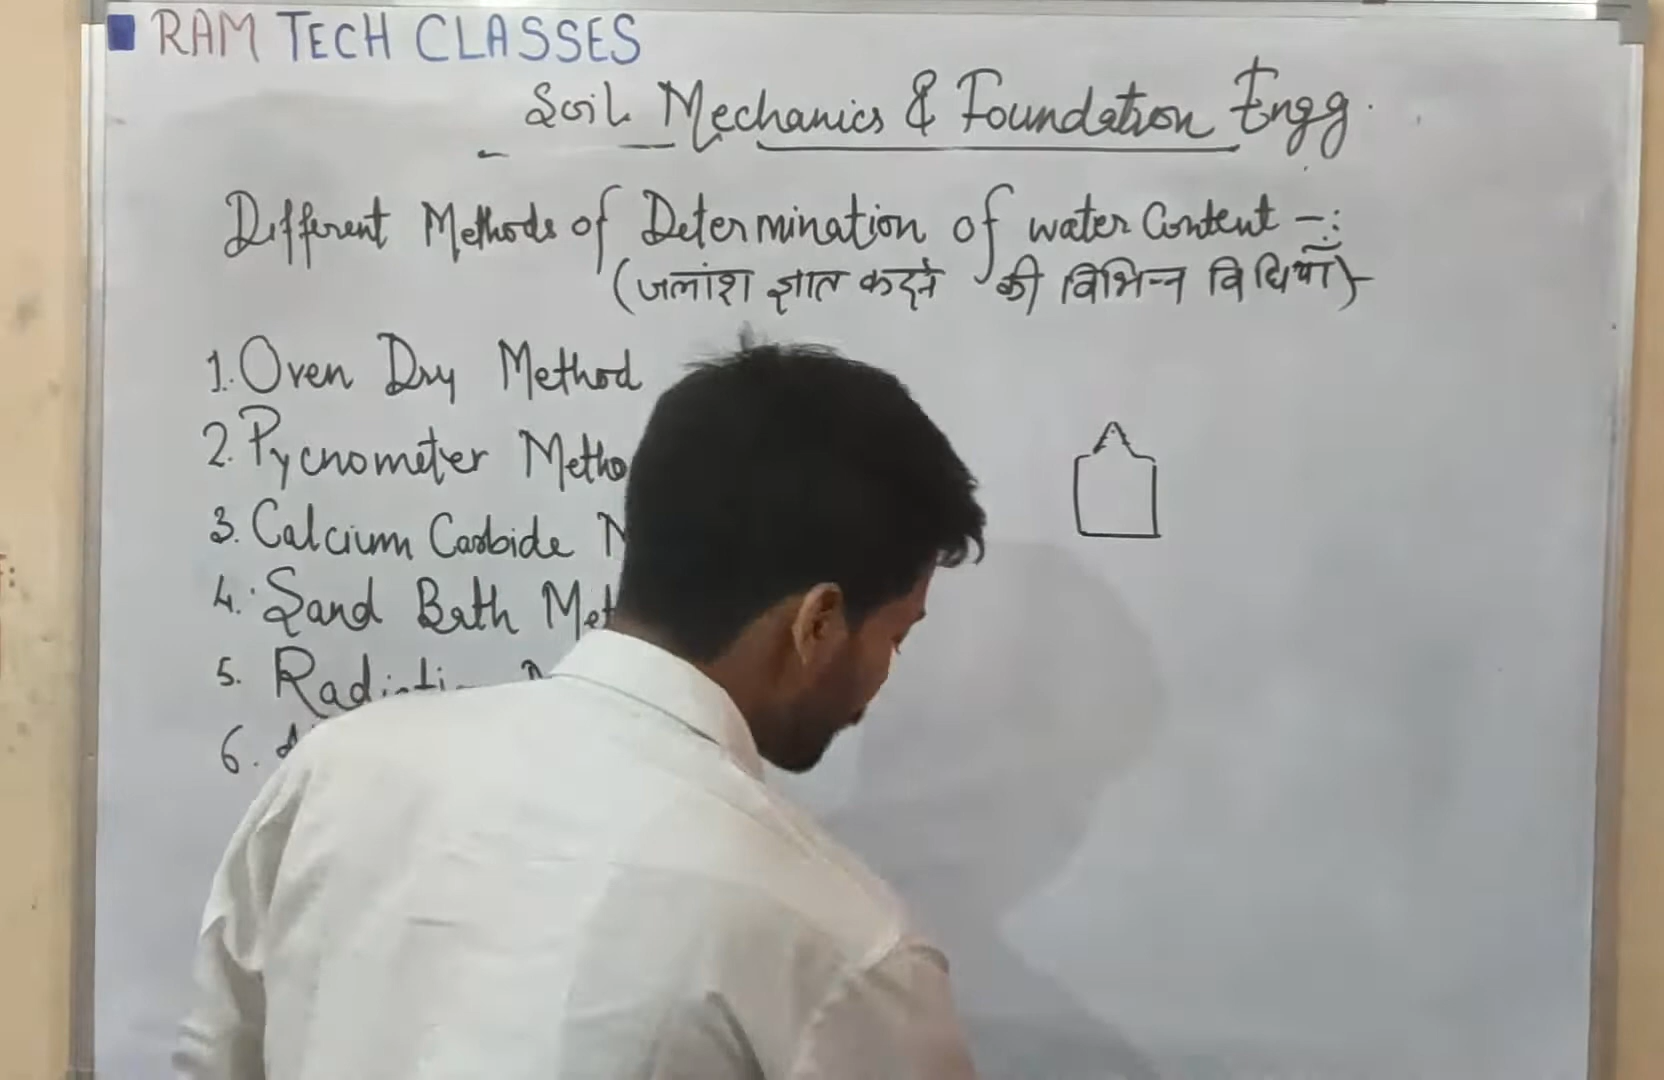 RAM TECH CLASSES
Soil Mechanics & Foundation Engg.
Different Methods of Determination of water Content -:
(जलांश ज्ञात करने की विभिन्न विधियाँ)-
1. Oven Dry Method
2. Pycnometer Metho
3. Calcium Carbide
4. Sand Bath Met
5.
6.